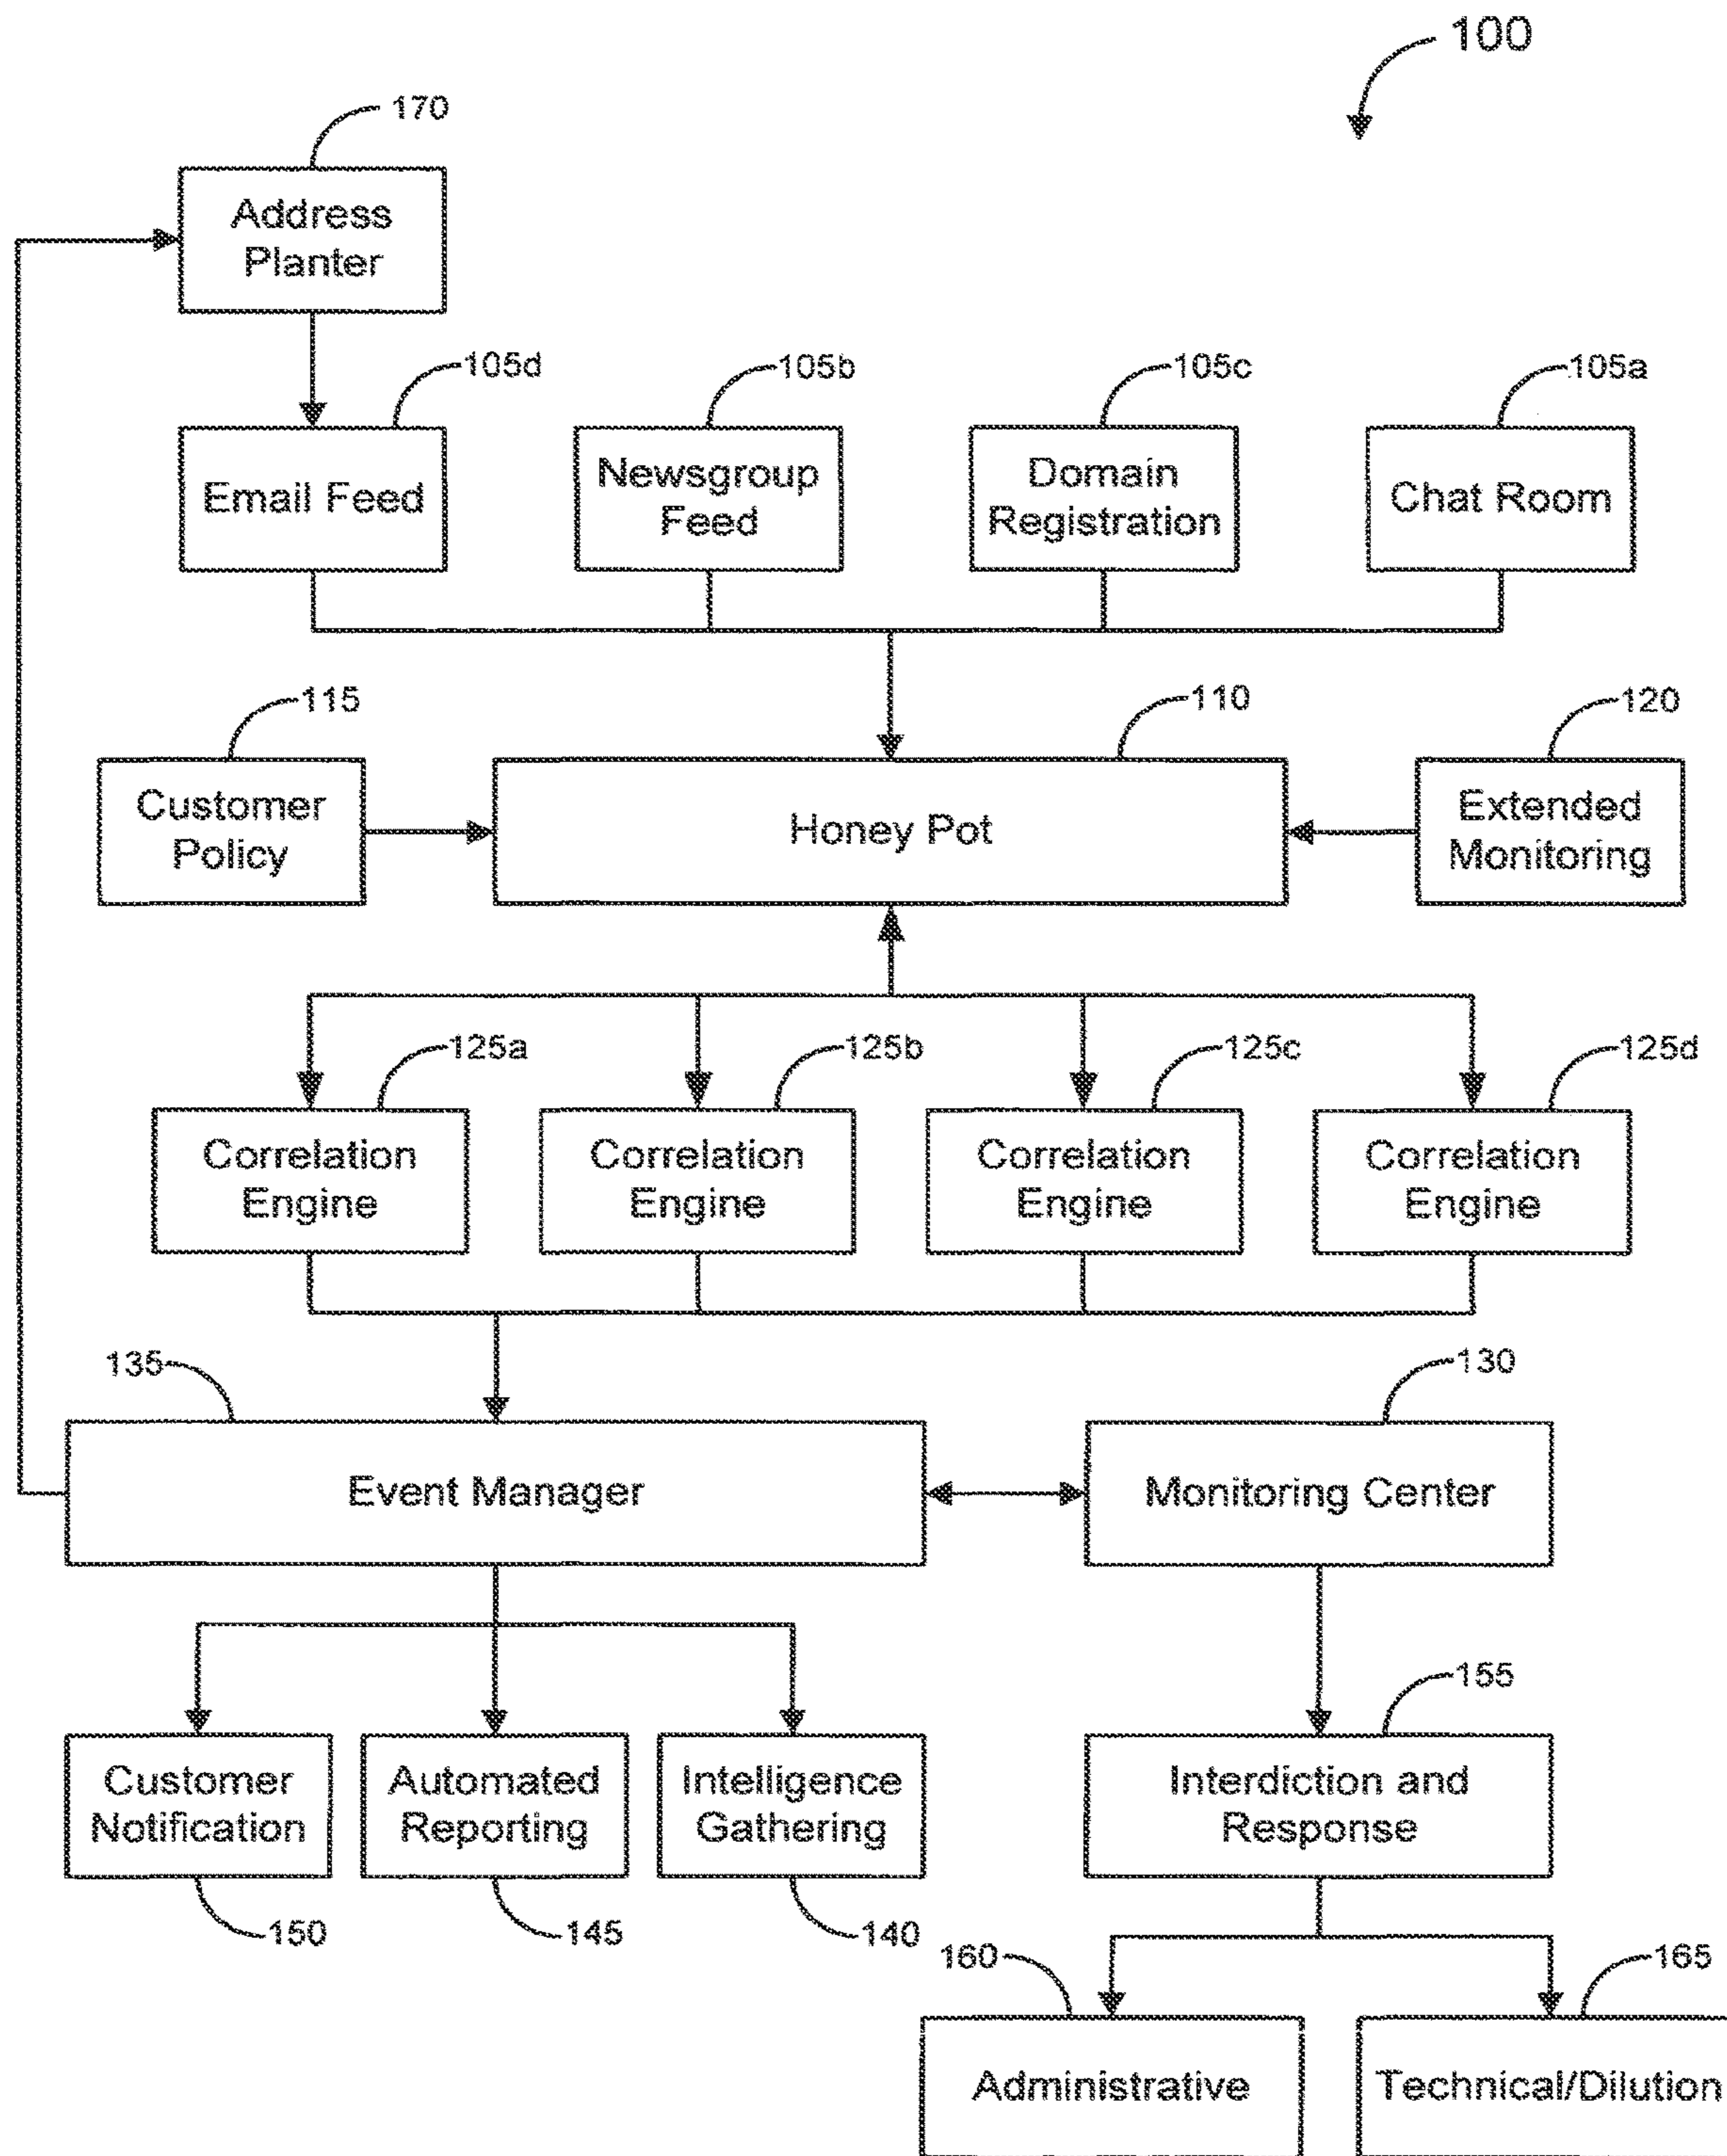 100
170
Address
Planter
105d
105b
105c
105a
Email Feed
Newsgroup
Feed
Domain
Registration
Chat Room
115
110
120
Customer
Policy
Honey Pot
Extended
Monitoring
125a
125b
125c
125d
Correlation
Engine
Correlation
Engine
Correlation
Engine
Correlation
Engine
135
130
Event Manager
Monitoring Center
155
Customer
Notification
Automated
Reporting
Intelligence
Gathering
Interdiction and
Response
150
145
140
160
165
Administrative
Technical/Dilution